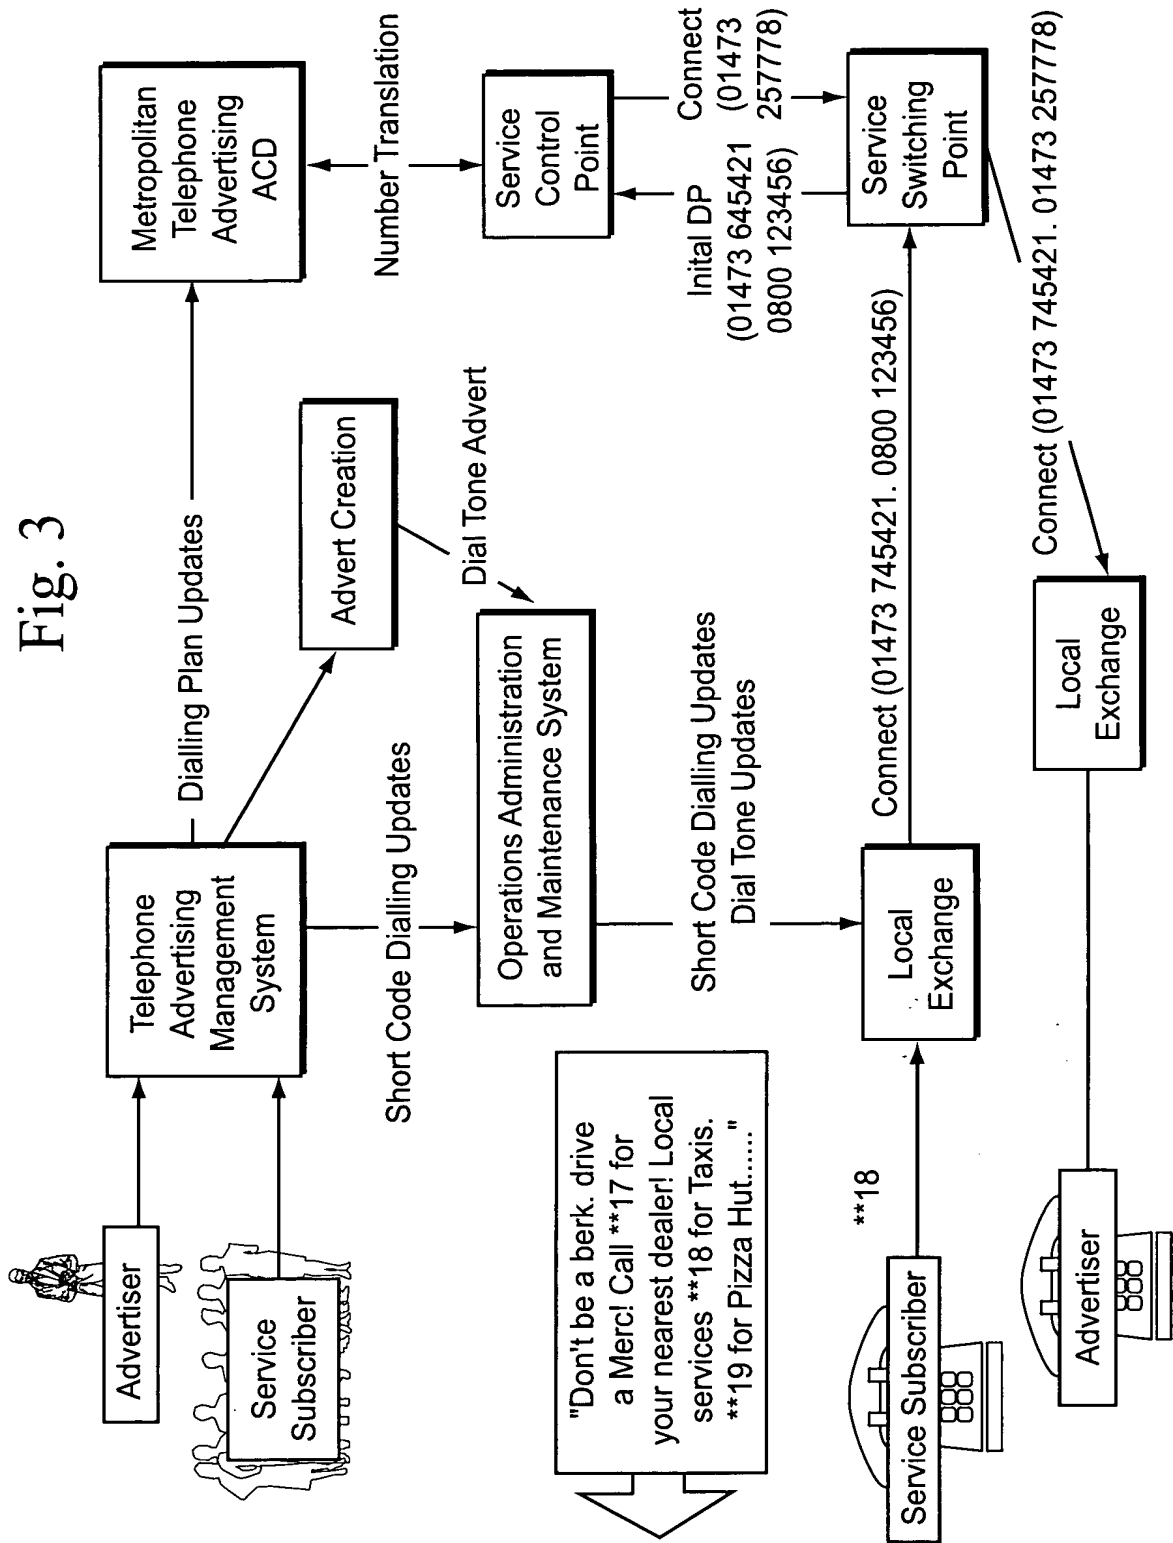 Fig. 3
Advertiser
Service
Subscriber
Telephone
Advertising
Management
System
Dialling Plan Updates
Metropolitan
Telephone
Advertising
ACD
Advert Creation
Short Code Dialling Updates
Dial Tone Advert
Number Translation
Operations Administration
and Maintenance System
Service
Control
Point
"Don't be a berk. drive
a Merc! Call **17 for
your nearest dealer! Local
services **18 for Taxis.
**19 for Pizza Hut......"
Short Code Dialling Updates
Dial Tone Updates
Inital DP
(01473 645421
0800 123456)
Connect
(01473
257778)
Service Subscriber
**18
Local
Exchange
Connect (01473 745421. 0800 123456)
Service
Switching
Point
Advertiser
Local
Exchange
Connect (01473 745421. 01473 257778)